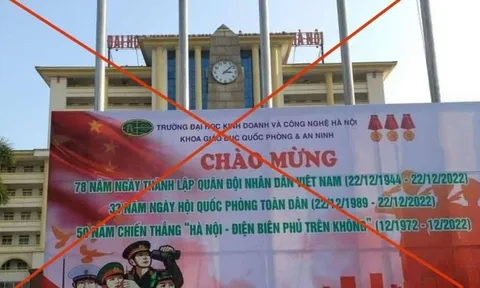 ĐẠI HỌ HÀ NỘI
TRƯỜNG ĐẠI HỌC KINH DOANH VÀ CÔNG NGHỆ HÀ NỘI
KHOA GIÁO DỤC QUỐC PHÒNG & AN NINH
CHÀO MỪNG
78 NĂM NGÀY THÀNH LẬP QUÂN ĐỘI NHÂN DÂN VIỆT NAM (22/12/1944 - 22/12/2022)
33 NĂM NGÀY HỘI QUỐC PHÒNG TOÀN DÂN (22/12/1989 - 22/12/2022)
50 NĂM CHIẾN THẮNG "HÀ NỘI - ĐIỆN BIÊN PHỦ TRÊN KHÔNG" (12/1972 - 12/2022)